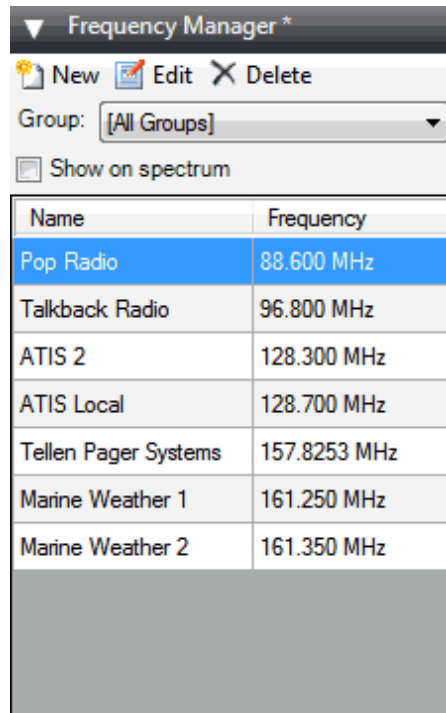 Frequency Manager *
New Edit Delete
Group: [All Groups]
Show on spectrum
Name Frequency
Pop Radio 88.600 MHz
Talkback Radio 96.800 MHz
ATIS 2 128.300 MHz
ATIS Local 128.700 MHz
Tellen Pager Systems 157.8253 MHz
Marine Weather 1 161.250 MHz
Marine Weather 2 161.350 MHz